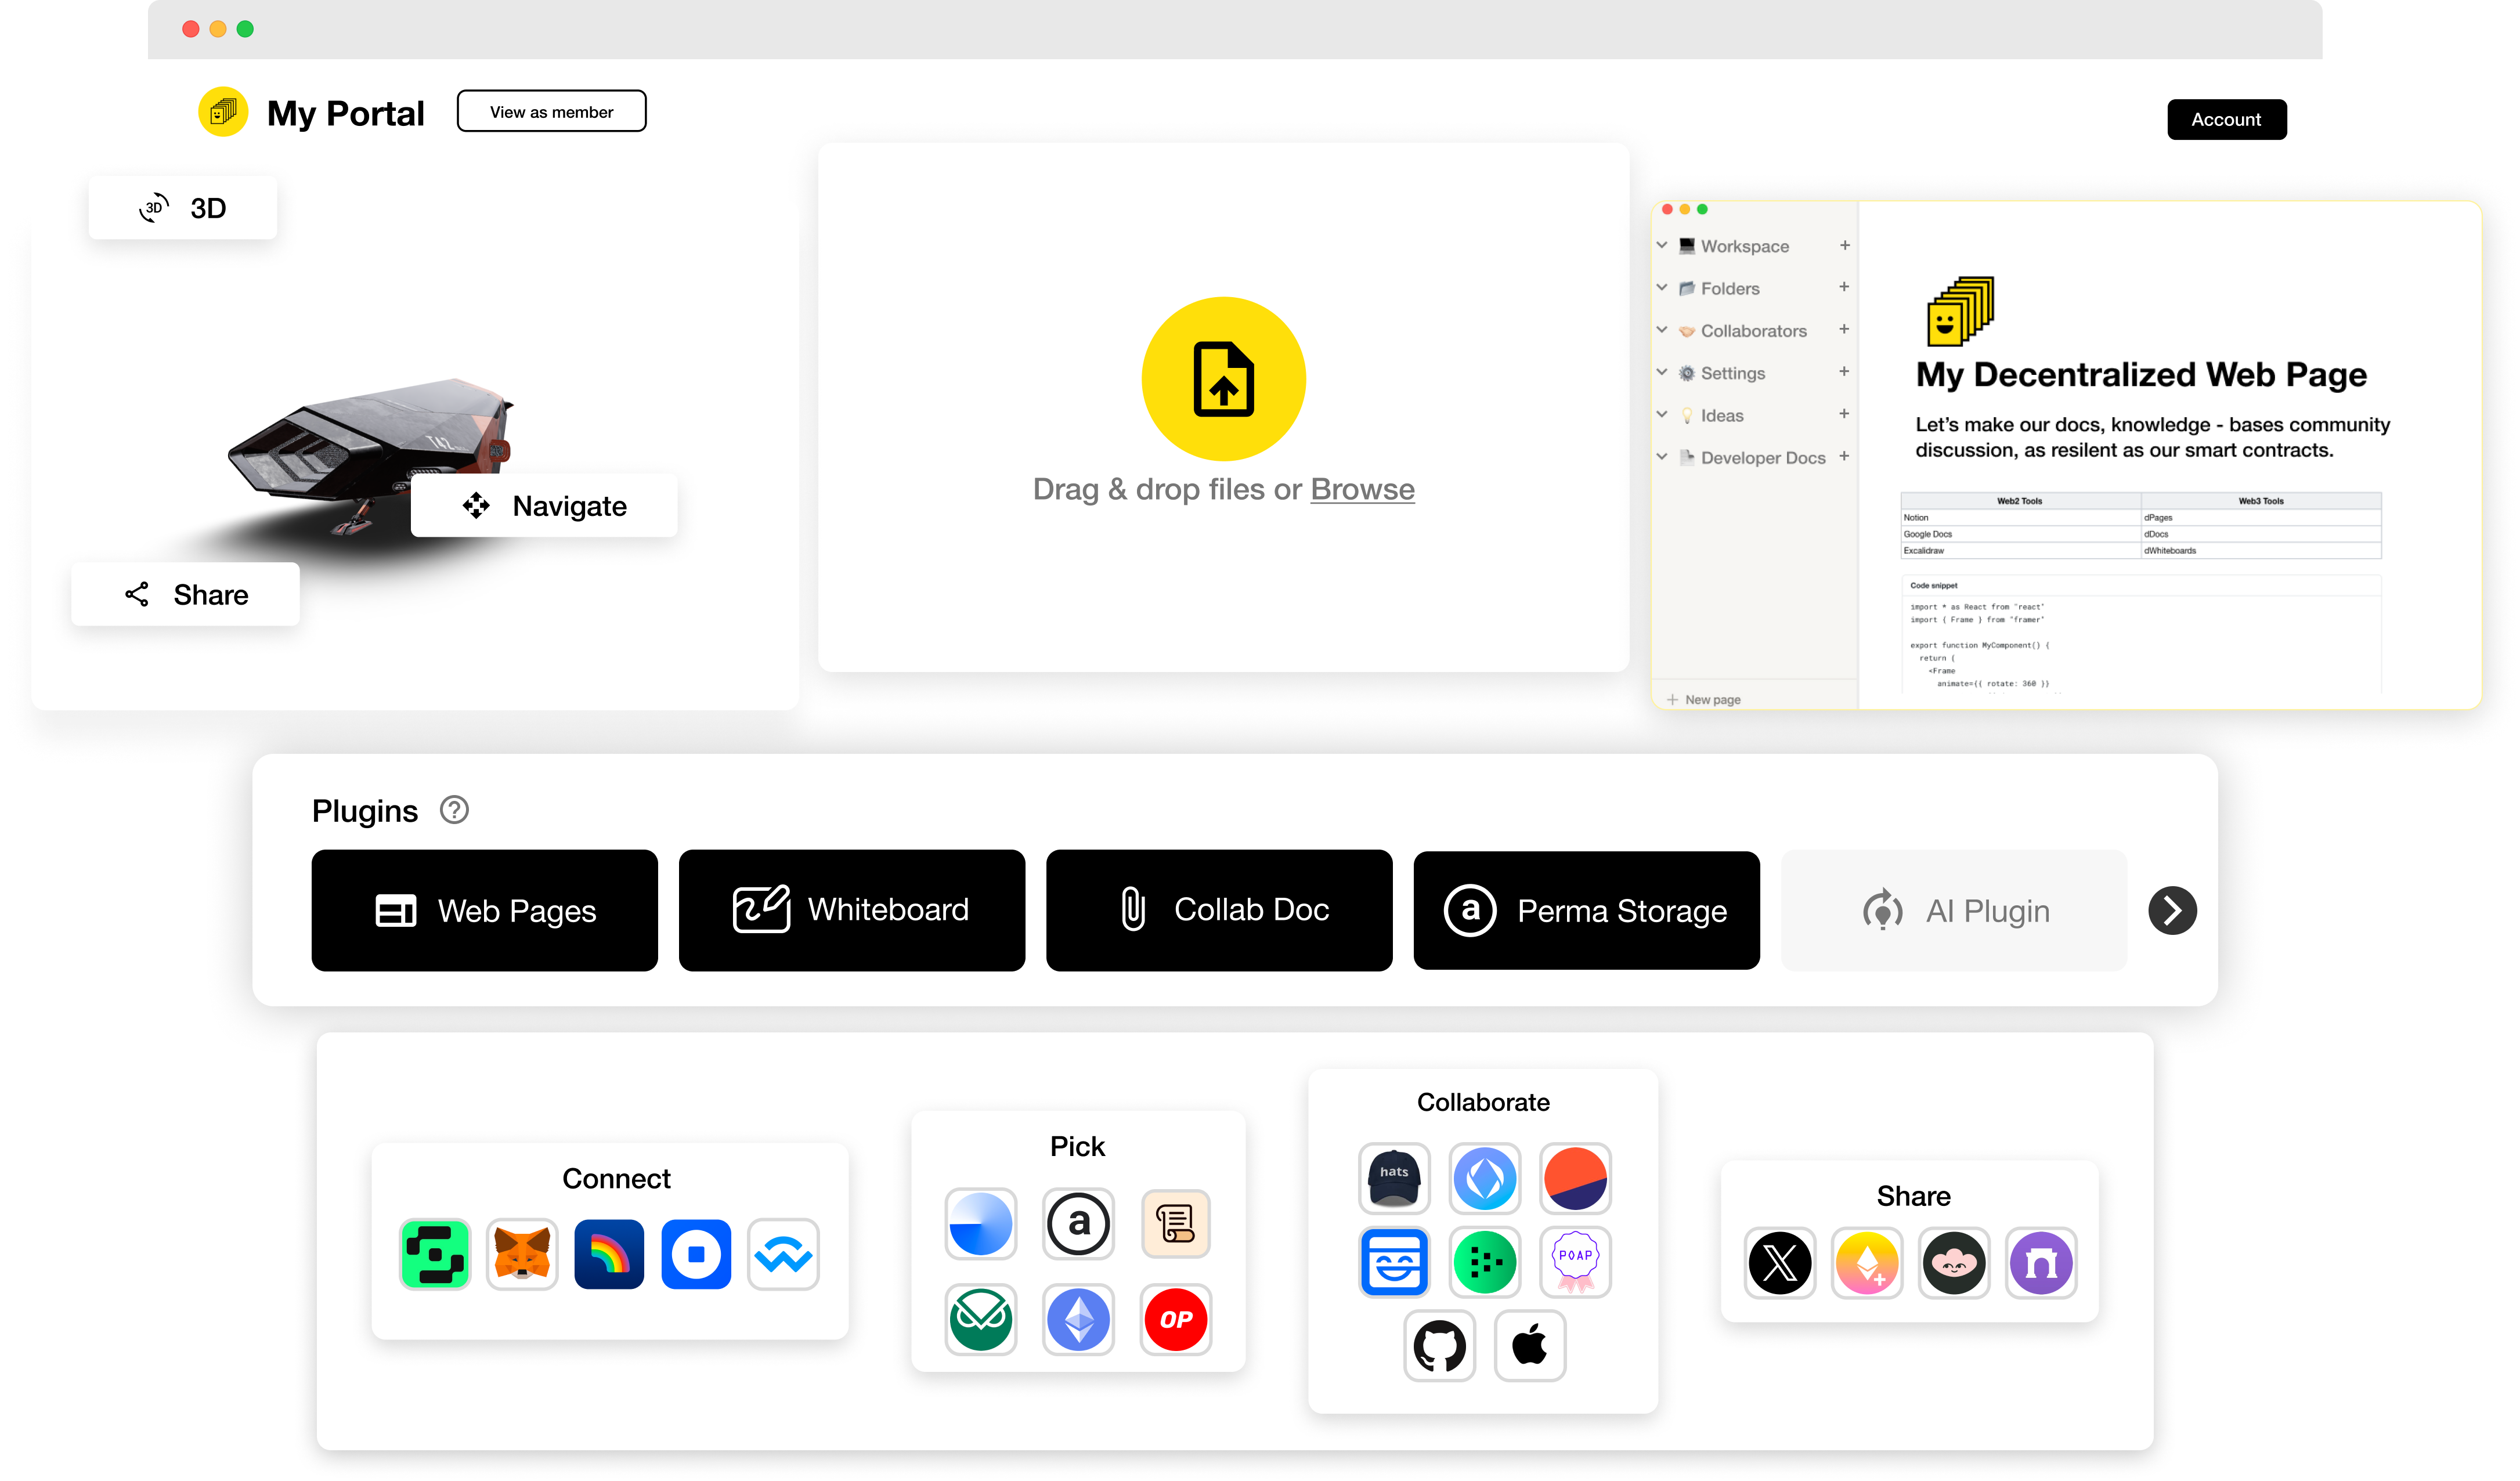 My Portal
View as member
Account
3D
3D
T42
Navigate
Share
Drag & drop files or Browse
Workspace
Folders
Collaborators
Settings
Ideas
Developer Docs
New page
My Decentralized Web Page
Let's make our docs, knowledge - bases community
discussion, as resilent as our smart contracts.
Web2 Tools Web3 Tools
Notion dPages
Google Docs dDocs
Excalidraw dWhiteboards
Code snippet
import * as React from "react"
import { Frame } from "framer"
export function MyComponent() {
return (
<Frame
animate={{ rotate: 360 }}
Plugins ?
Web Pages
Whiteboard
Collab Doc
a Perma Storage
AI Plugin
Connect
Pick
a
OP
Collaborate
hats
POAP
Share
X